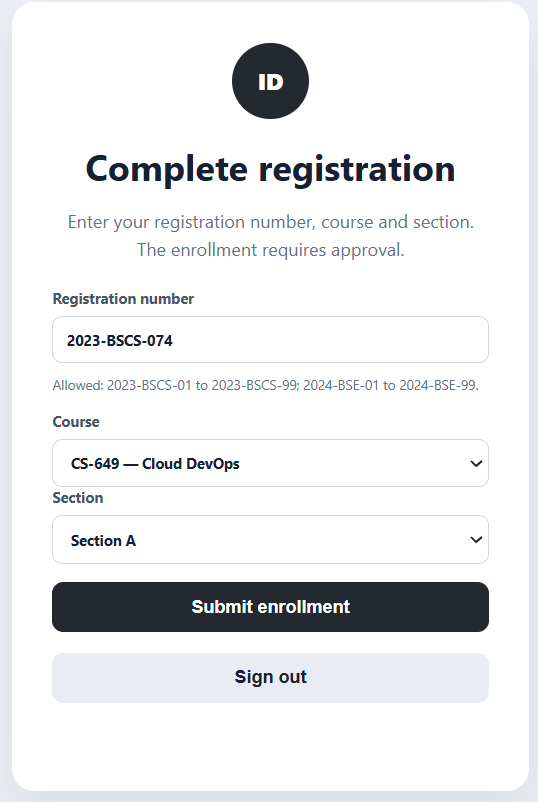 ID
Complete registration
Enter your registration number, course and section.
The enrollment requires approval.
Registration number
2023-BSCS-074
Allowed: 2023-BSCS-01 to 2023-BSCS-99; 2024-BSE-01 to 2024-BSE-99.
Course
CS-649 — Cloud DevOps
Section
Section A
Submit enrollment
Sign out